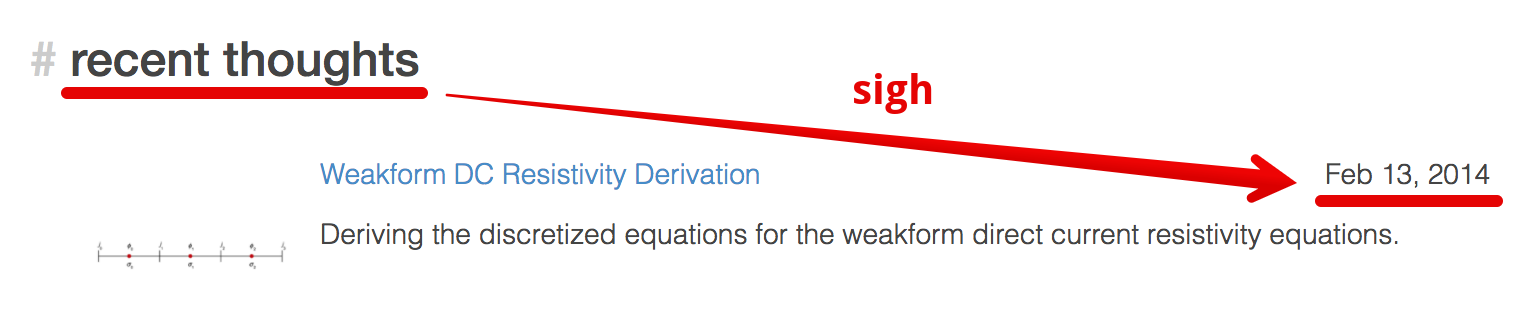 # recent thoughts
sigh
Weakform DC Resistivity Derivation Feb 13, 2014
Deriving the discretized equations for the weakform direct current resistivity equations.